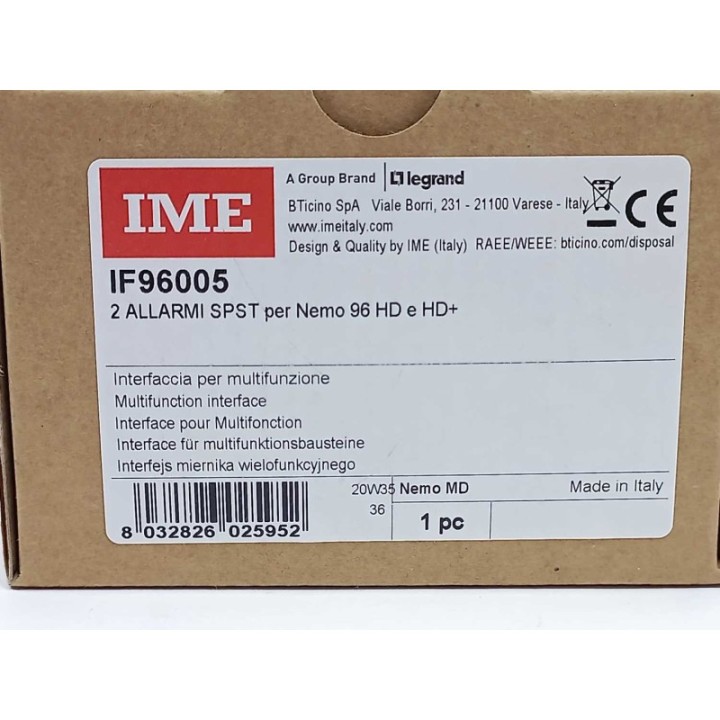 IME
A Group Brand legrand
BTicino SpA Viale Borri, 231 - 21100 Varese - Italy
www.imeitaly.com
Design & Quality by IME (Italy) RAEE/WEEE: bticino.com/disposal
CE
IF96005
2 ALLARMI SPST per Nemo 96 HD e HD+
Interfaccia per multifunzione
Multifunction interface
Interface pour Multifonction
Interface für multifunktionsbausteine
Interfejs miernika wielofunkcyjnego
20W35 Nemo MD Made in Italy
36
1 pc
8 032826 025952